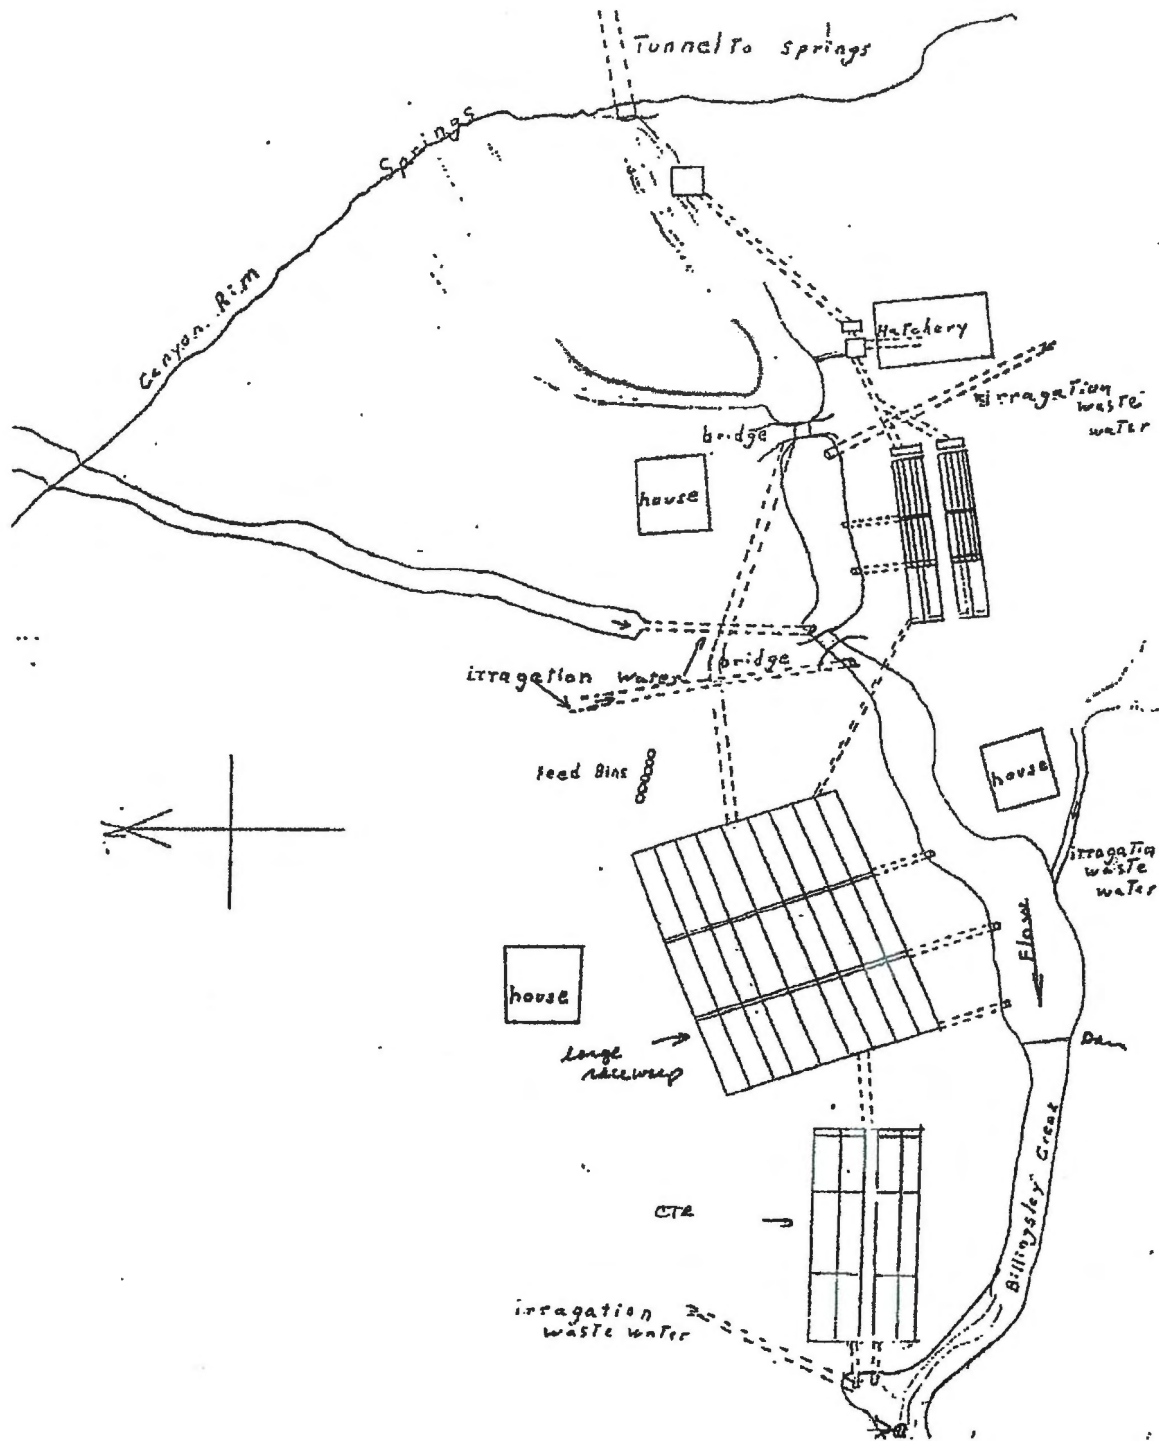 Tunnel To Springs
Springs
Canyon Rim
Hatchery
irragation
waste
water
bridge
house
bridge
irragation water
Feed Bins
house
irragation
waste
water
Flow
house
large
Dam
CTR
Billingsley Creek
irragation
waste water